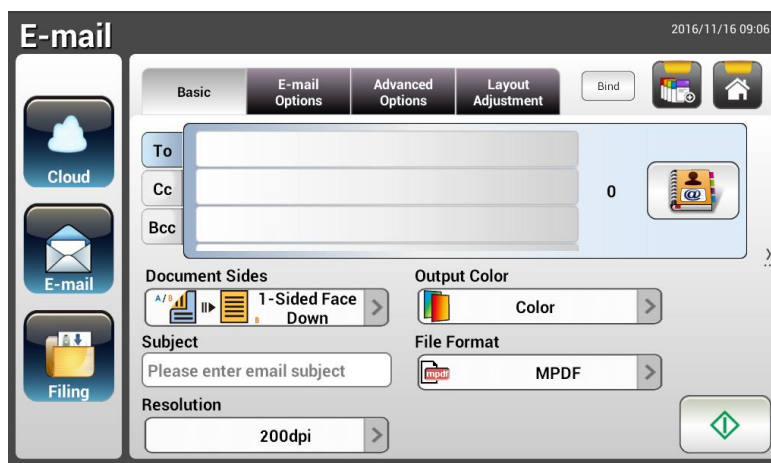 E-mail
2016/11/16 09:06
Basic
E-mail
Options
Advanced
Options
Layout
Adjustment
Bind
Cloud
E-mail
Filing
To
Cc
Bcc
0
@
Document Sides
A/B
B
1-Sided Face
Down
Output Color
Color
Subject
Please enter email subject
File Format
mpdf
MPDF
Resolution
200dpi